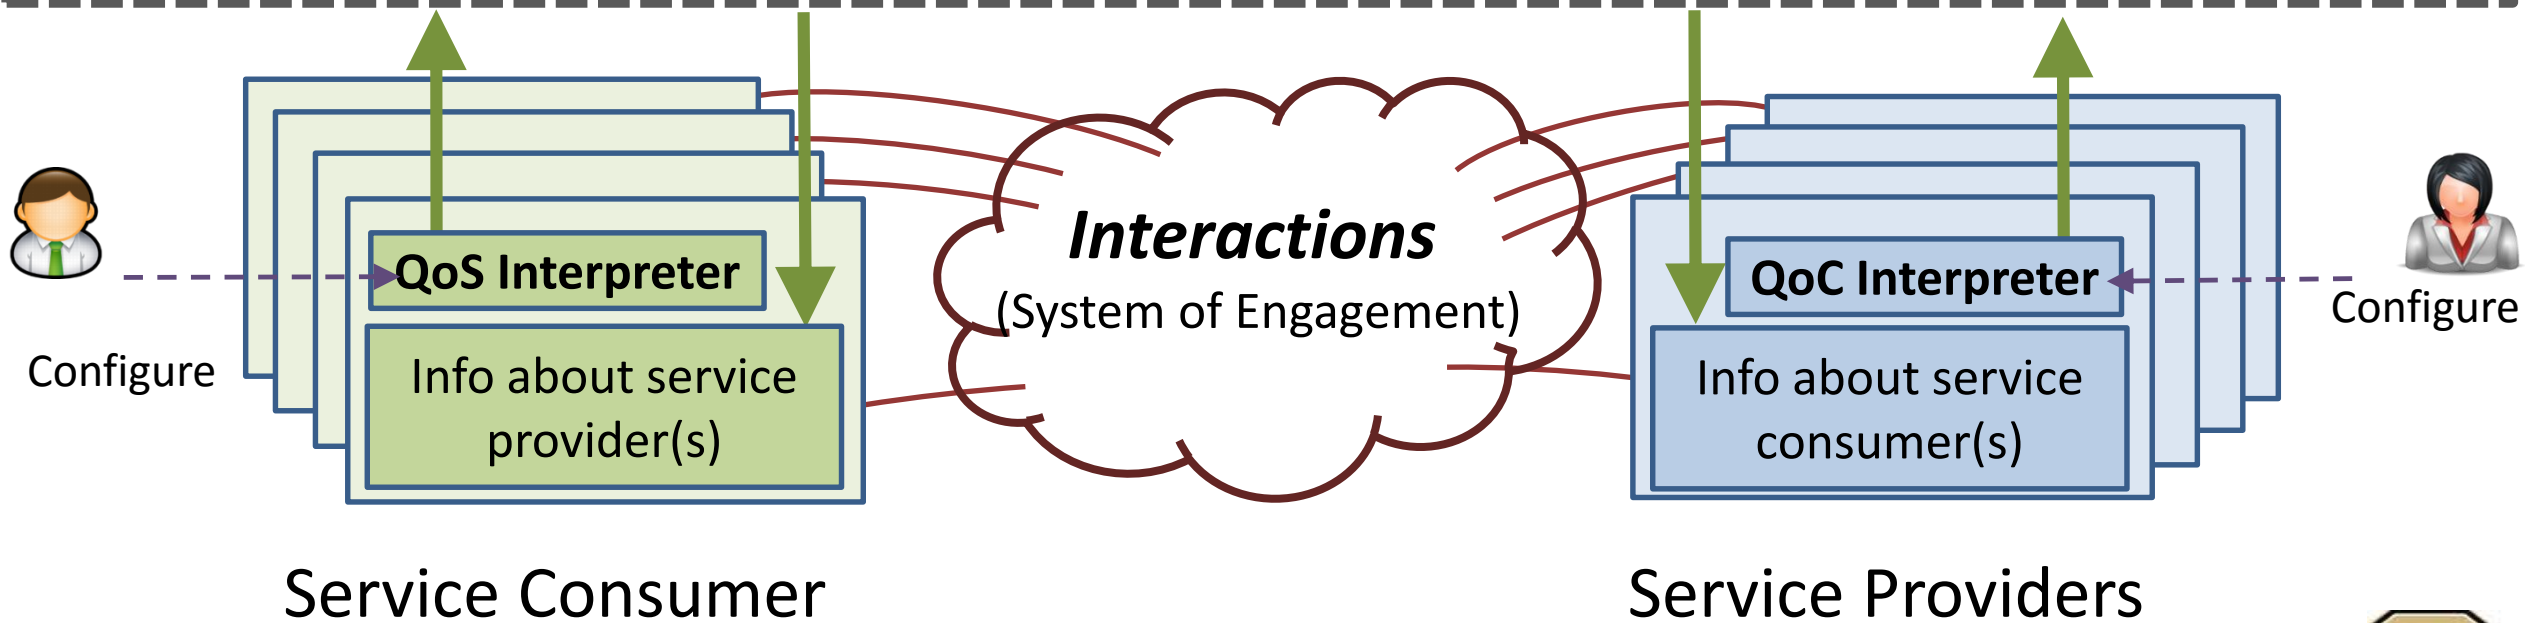 QoS Interpreter
Info about service
provider(s)
Configure
Service Consumer
Interactions
(System of Engagement)
QoC Interpreter
Info about service
consumer(s)
Configure
Service Providers